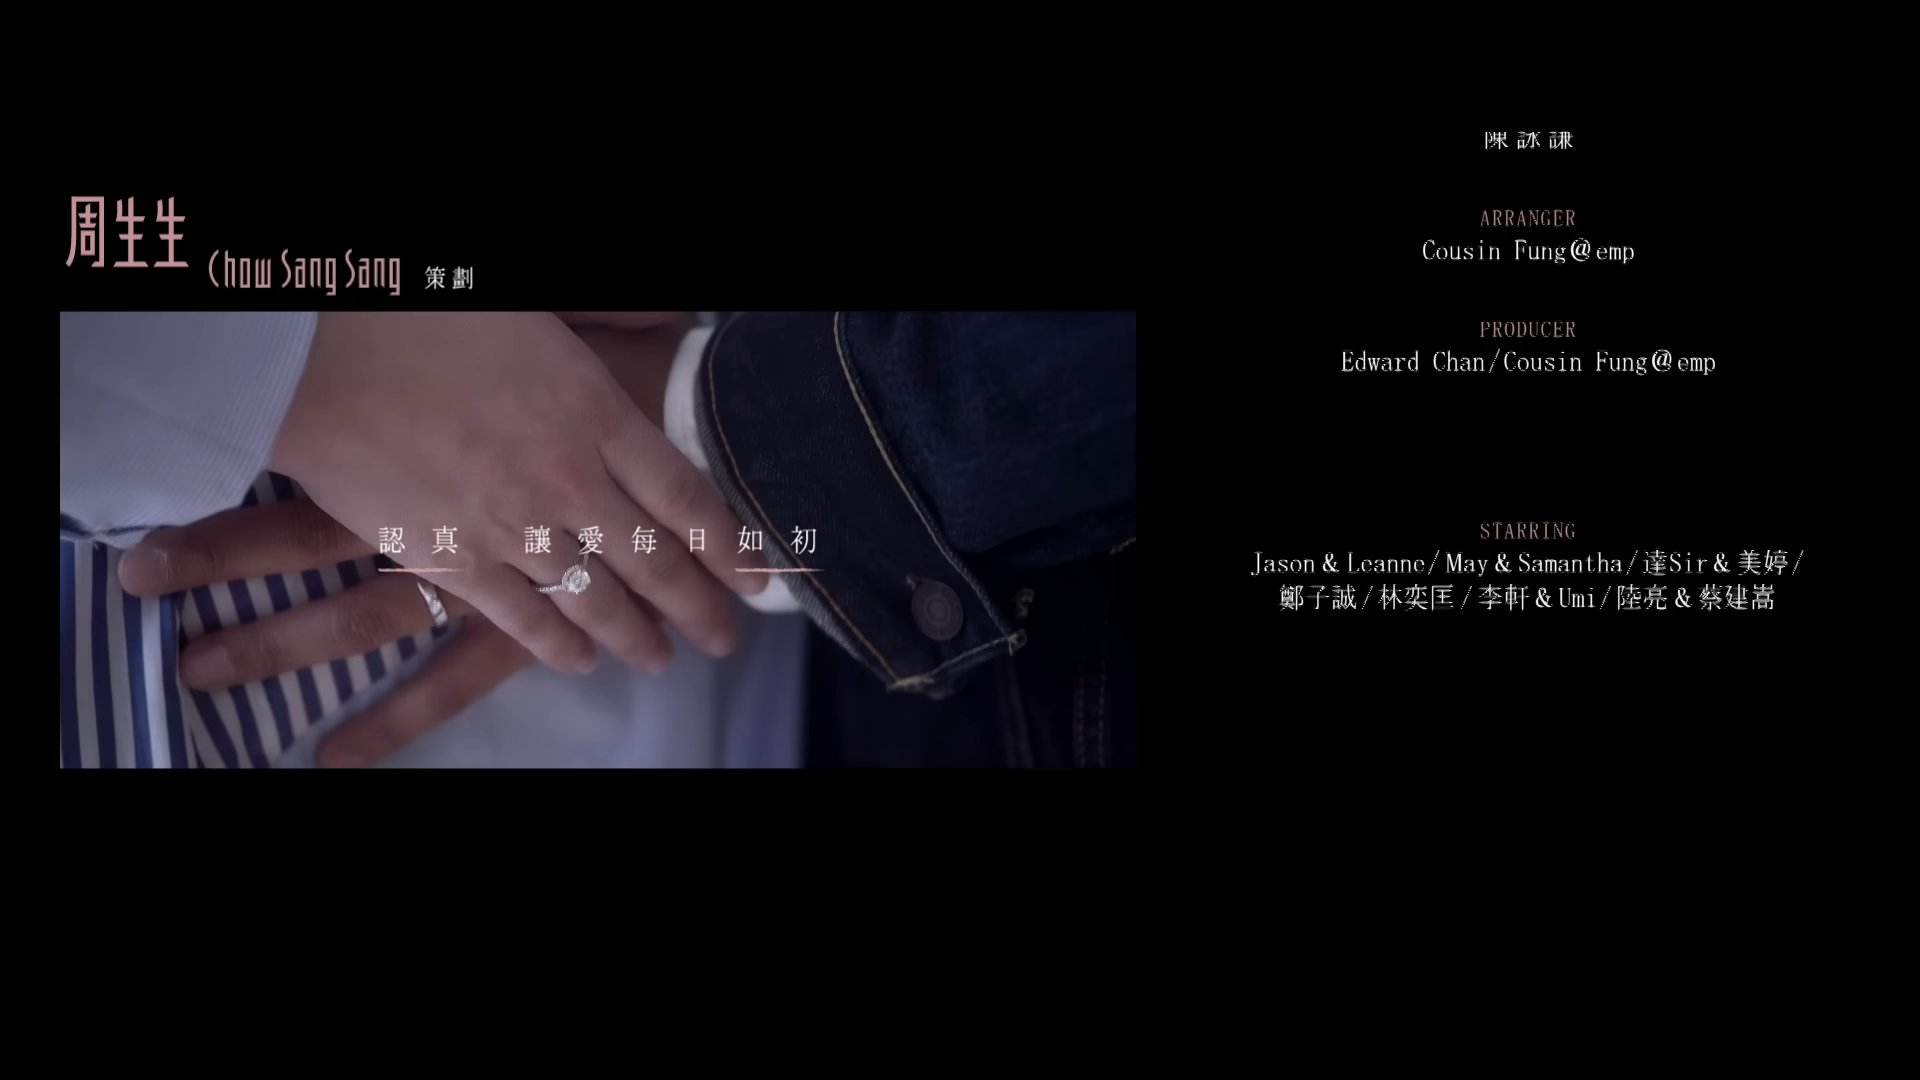 周生生 Chow Sang Sang 策劃
認真 讓愛每日如初
陳詠謙
ARRANGER
Cousin Fung@emp
PRODUCER
Edward Chan/Cousin Fung@emp
STARRING
Jason & Leanne/May & Samantha/達Sir & 美婷/
鄭子誠/林奕匡/李軒 & Umi/陸亮 & 蔡建嵩